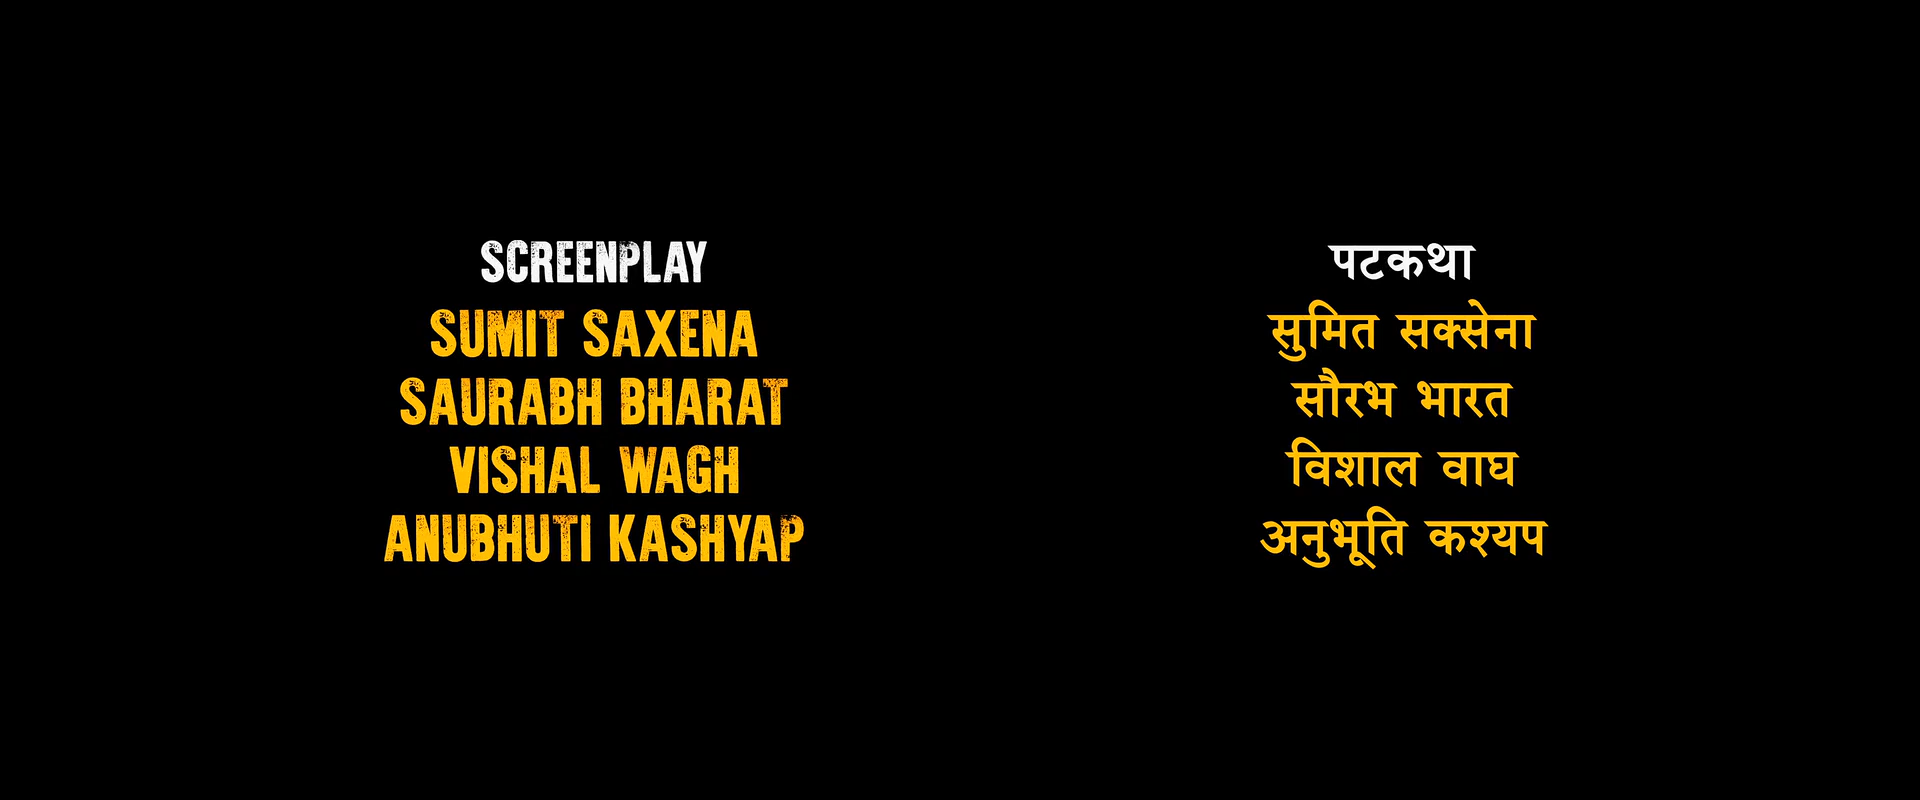 SCREENPLAY
SUMIT SAXENA
SAURABH BHARAT
VISHAL WAGH
ANUBHUTI KASHYAP
पटकथा
सुमित सक्सेना
सौरभ भारत
विशाल वाघ
अनुभूति कश्यप